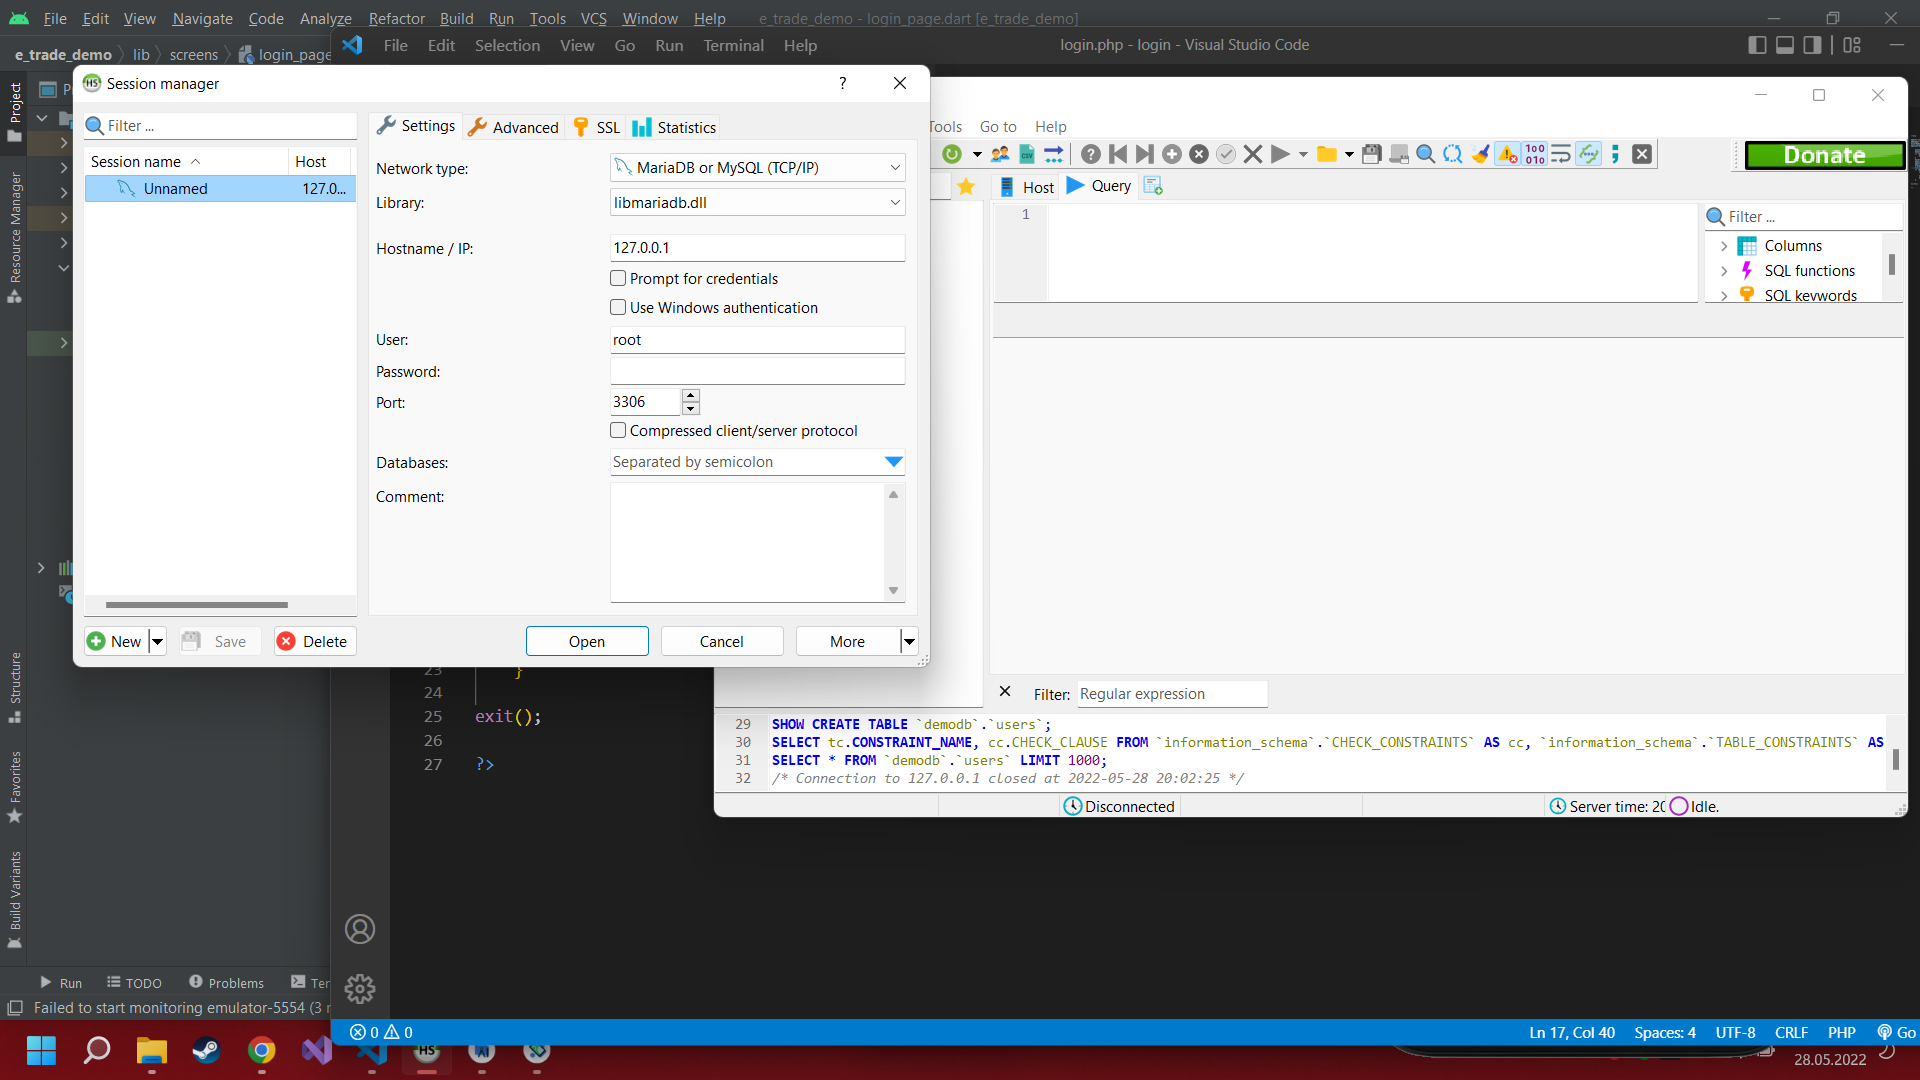 File Edit View Navigate Code Analyze Refactor Build Run Tools VCS Window Help e_trade_demo - login_page.dart [e_trade_demo]
e_trade_demo lib screens login_page
File Edit Selection View Go Run Terminal Help login.php - login - Visual Studio Code
Project
Resource Manager
Structure
Favorites
Build Variants
HS Session manager ?
Filter ...
Session name Host
Unnamed 127.0...
Settings Advanced SSL Statistics
Network type: MariaDB or MySQL (TCP/IP)
Library: libmariadb.dll
Hostname / IP: 127.0.0.1
Prompt for credentials
Use Windows authentication
User: root
Password:
Port: 3306
Compressed client/server protocol
Databases: Separated by semicolon
Comment:
New Save Delete Open Cancel More
Tools Go to Help
Donate
Host Query
1
Filter ...
Columns
SQL functions
SQL keywords
Filter: Regular expression
29 SHOW CREATE TABLE `demodb`.`users`;
30 SELECT tc.CONSTRAINT_NAME, cc.CHECK_CLAUSE FROM `information_schema`.`CHECK_CONSTRAINTS` AS cc, `information_schema`.`TABLE_CONSTRAINTS` AS
31 SELECT * FROM `demodb`.`users` LIMIT 1000;
32 /* Connection to 127.0.0.1 closed at 2022-05-28 20:02:25 */
Disconnected Server time: 20 Idle.
23 }
24
25 exit();
26
27 ?>
Run TODO Problems Ter
Failed to start monitoring emulator-5554 (3
0 0 Ln 17, Col 40 Spaces: 4 UTF-8 CRLF PHP Go
HS
28.05.2022